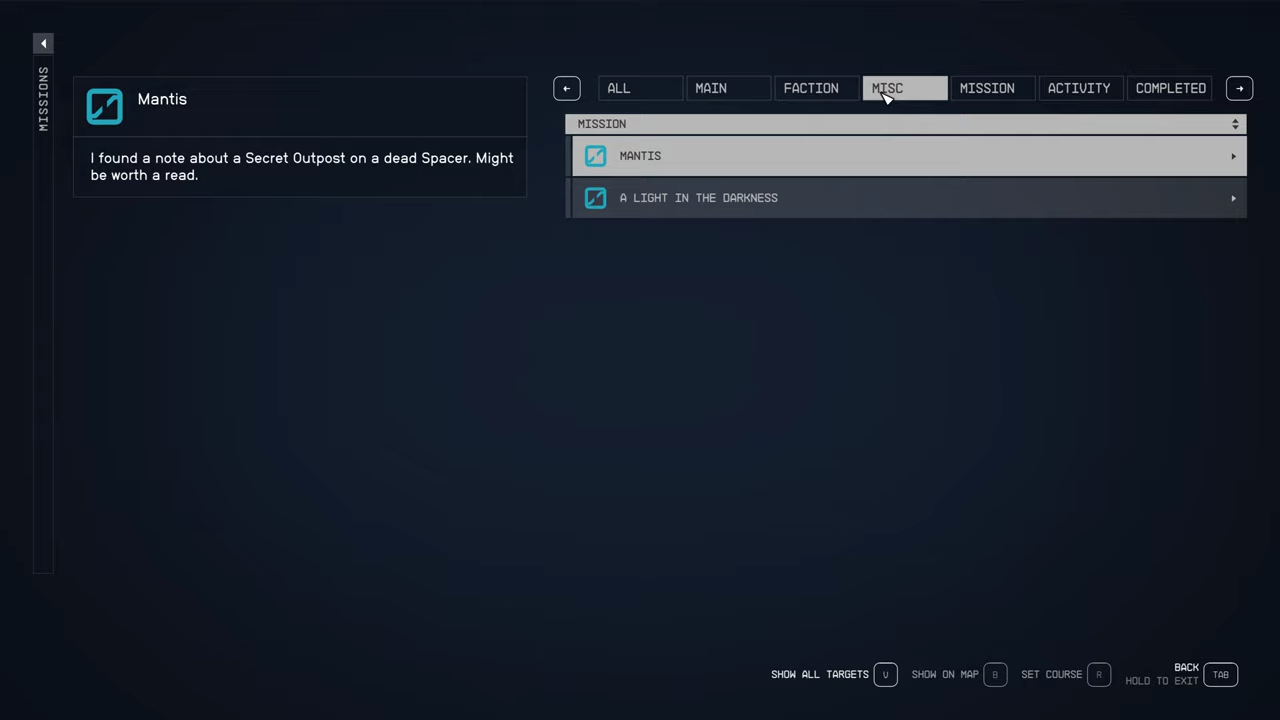 MISSIONS
Mantis
I found a note about a Secret Outpost on a dead Spacer. Might
be worth a read.
ALL
MAIN
FACTION
MISC
MISSION
ACTIVITY
COMPLETED
MISSION
MANTIS
A LIGHT IN THE DARKNESS
SHOW ALL TARGETS V
SHOW ON MAP B
SET COURSE R
BACK
HOLD TO EXIT
TAB